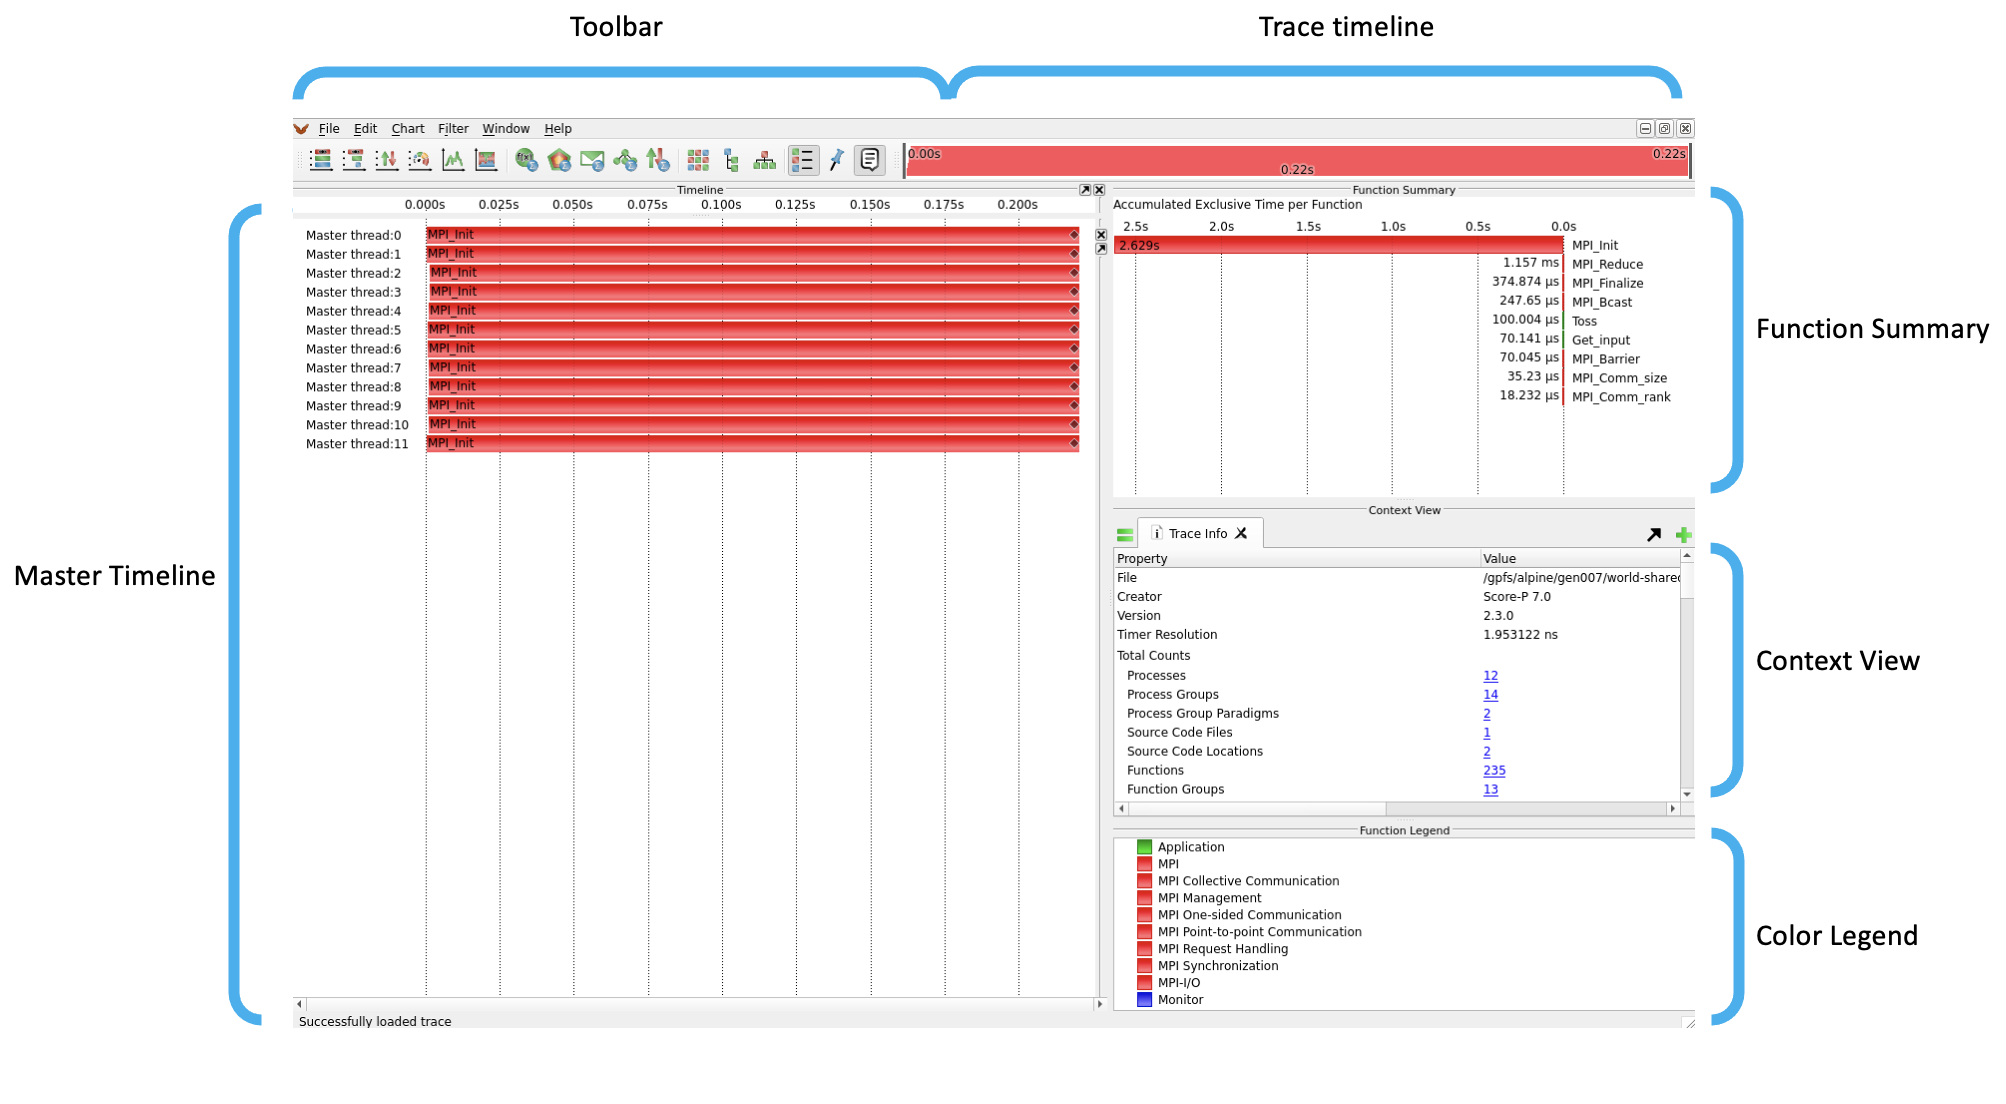 Toolbar
Trace timeline
File Edit Chart Filter Window Help
0.00s
0.22s
0.22s
Timeline
0.000s 0.025s 0.050s 0.075s 0.100s 0.125s 0.150s 0.175s 0.200s
Master thread:0 MPI_Init
Master thread:1 MPI_Init
Master thread:2 MPI_Init
Master thread:3 MPI_Init
Master thread:4 MPI_Init
Master thread:5 MPI_Init
Master thread:6 MPI_Init
Master thread:7 MPI_Init
Master thread:8 MPI_Init
Master thread:9 MPI_Init
Master thread:10 MPI_Init
Master thread:11 MPI_Init
Successfully loaded trace
Master Timeline
Function Summary
Accumulated Exclusive Time per Function
2.5s 2.0s 1.5s 1.0s 0.5s 0.0s
2.629s MPI_Init
1.157 ms MPI_Reduce
374.874 µs MPI_Finalize
247.65 µs MPI_Bcast
100.004 µs Toss
70.141 µs Get_input
70.045 µs MPI_Barrier
35.23 µs MPI_Comm_size
18.232 µs MPI_Comm_rank
Function Summary
Context View
Trace Info
Property Value
File /gpfs/alpine/gen007/world-shared
Creator Score-P 7.0
Version 2.3.0
Timer Resolution 1.953122 ns
Total Counts
Processes 12
Process Groups 14
Process Group Paradigms 2
Source Code Files 1
Source Code Locations 2
Functions 235
Function Groups 13
Context View
Function Legend
Application
MPI
MPI Collective Communication
MPI Management
MPI One-sided Communication
MPI Point-to-point Communication
MPI Request Handling
MPI Synchronization
MPI-I/O
Monitor
Color Legend